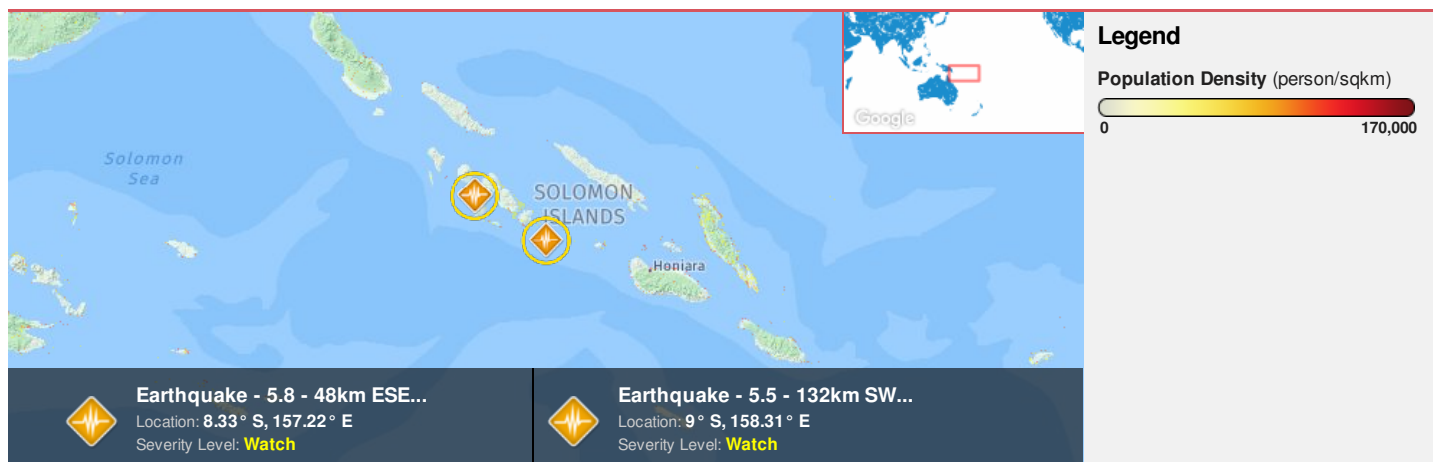 Solomon
Sea
SOLOMON
ISLANDS
Honiara
Google
Legend
Population Density (person/sqkm)
0 170,000
Earthquake - 5.8 - 48km ESE...
Location: 8.33° S, 157.22° E
Severity Level: Watch
Earthquake - 5.5 - 132km SW...
Location: 9° S, 158.31° E
Severity Level: Watch